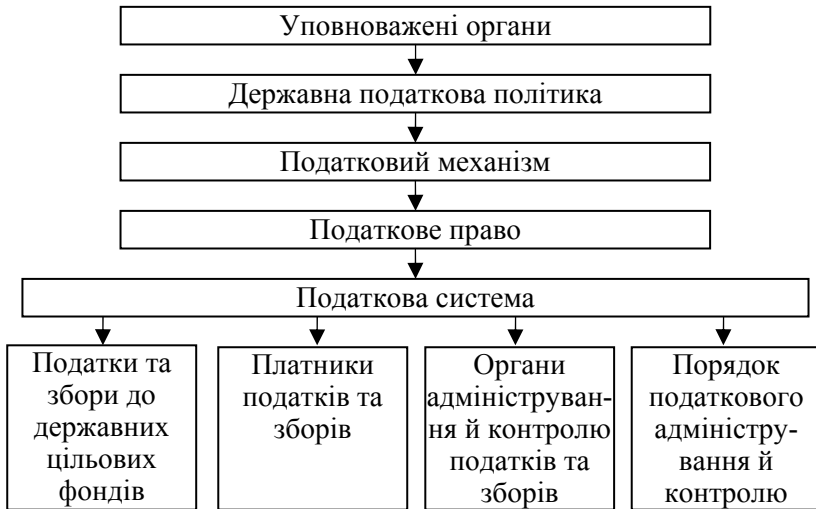 Уповноважені органи
Державна податкова політика
Податковий механізм
Податкове право
Податкова система
Податки та
збори до
державних
цільових
фондів
Платники
податків та
зборів
Органи
адмініструван-
ня й контролю
податків та
зборів
Порядок
податкового
адміністру-
вання й
контролю